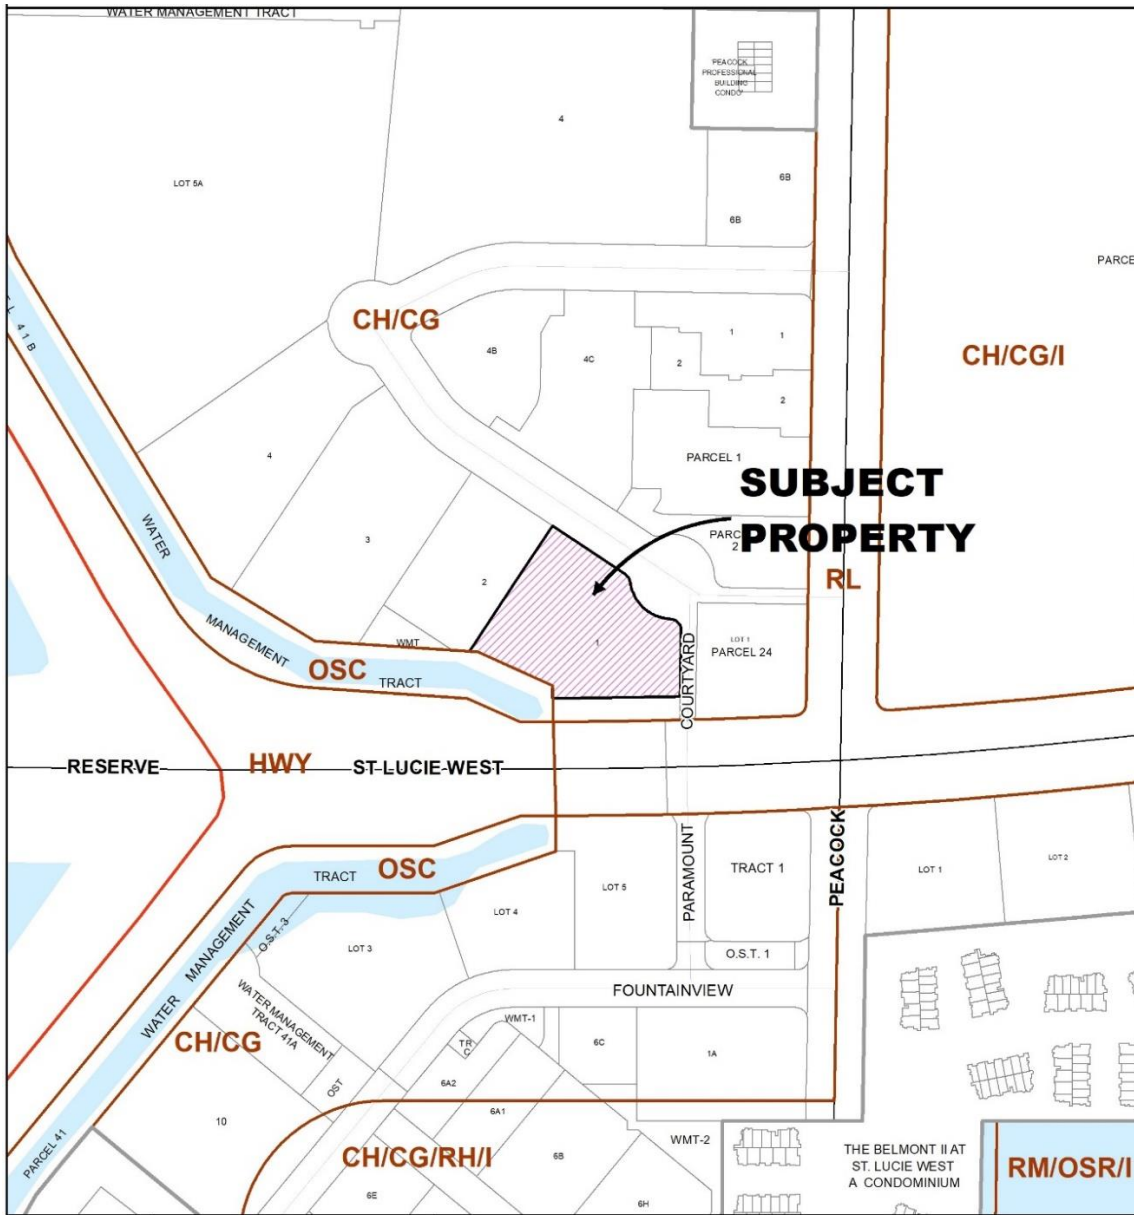 WATER MANAGEMENT TRACT
PEACOCK
PROFESSIONAL
BUILDING
CONDO
4
LOT 5A
6B
6B
PARCE
4 1 B
CH/CG
4B
4C
1
1
2
2
CH/CG/I
4
PARCEL 1
SUBJECT
PROPERTY
PARC
2
RL
WATER
3
2
MANAGEMENT
TRACT
WMT
OSC
1
COURTYARD
LOT 1
PARCEL 24
RESERVE
HWY
ST LUCIE WEST
OSC
TRACT
MANAGEMENT
WATER
PARCEL 41
O.S.T. 3
LOT 3
LOT 4
LOT 5
PARAMOUNT
TRACT 1
O.S.T. 1
PEACOCK
LOT 1
LOT 2
FOUNTAINVIEW
WATER MANAGEMENT
TRACT 41A
OST
CH/CG
WMT-1
TR
C
6C
1A
6A2
6A1
10
CH/CG/RH/I
6B
6E
6H
WMT-2
THE BELMONT II AT
ST. LUCIE WEST
A CONDOMINIUM
RM/OSR/I